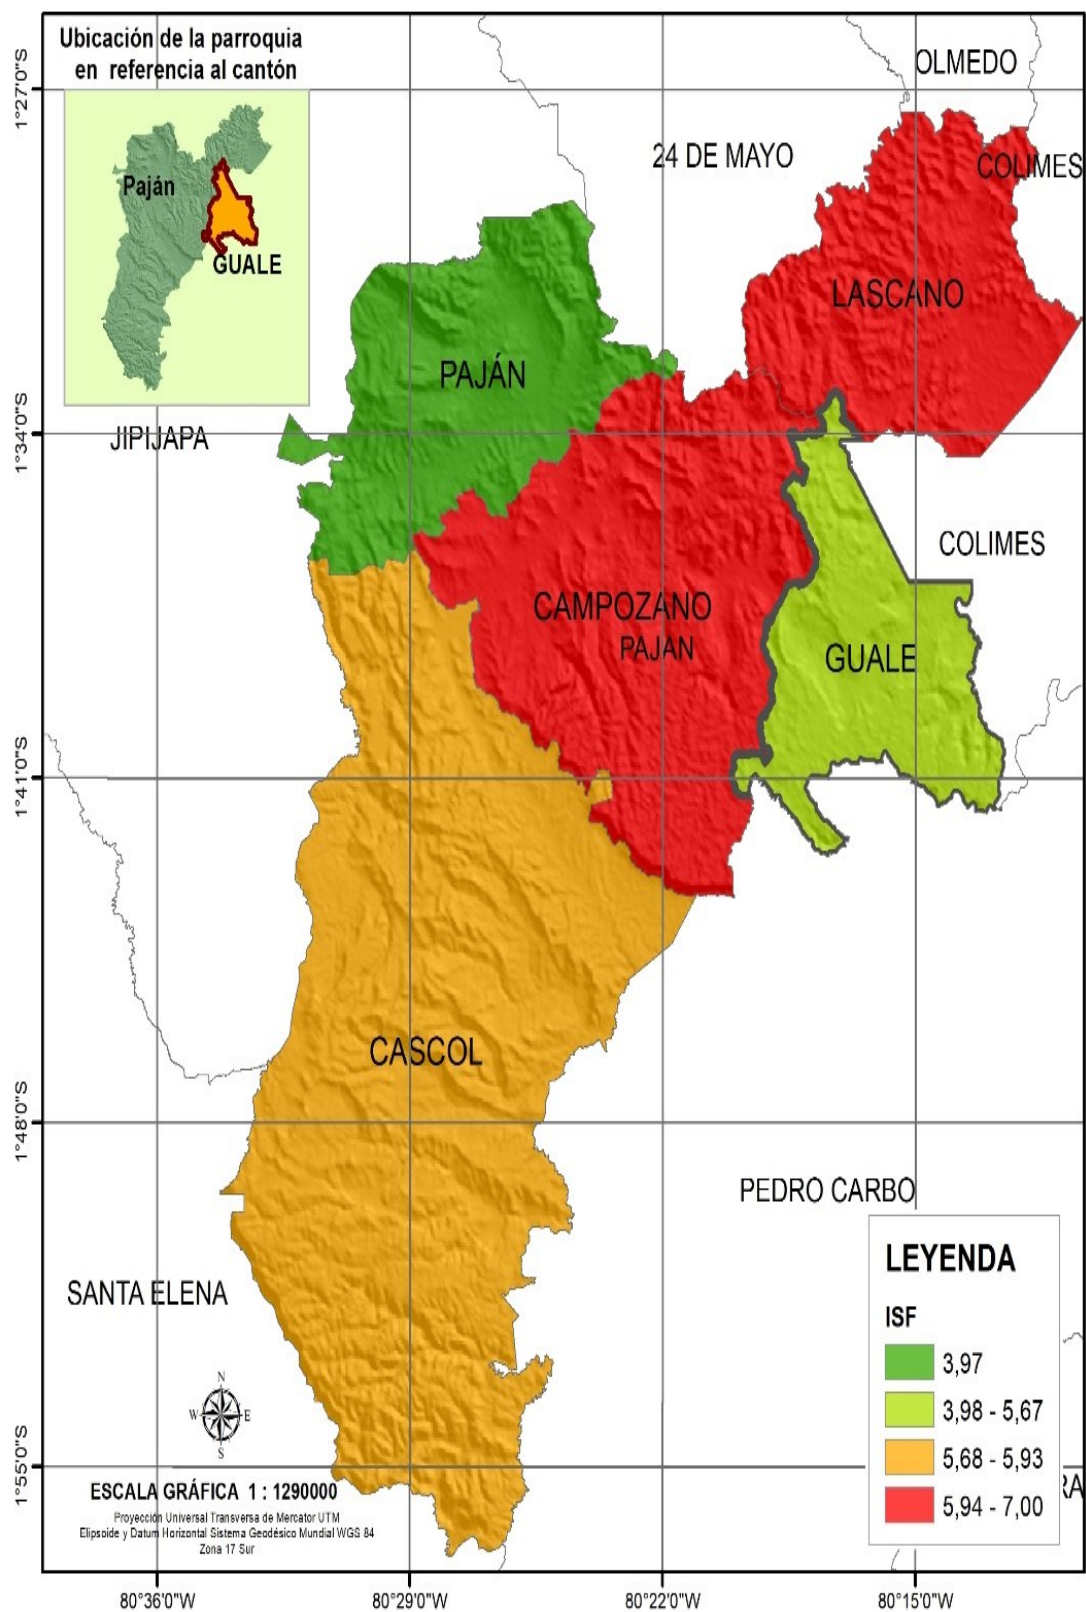 Ubicación de la parroquia
en referencia al cantón
Paján
GUALE
OLMEDO
24 DE MAYO
COLIMES
LASCANO
PAJÁN
JIPIJAPA
COLIMES
CAMPOZANO
PAJAN
GUALE
CASCOL
PEDRO CARBO
SANTA ELENA
LEYENDA
ISF
3,97
3,98 - 5,67
5,68 - 5,93
5,94 - 7,00
RA
N
W E
S
ESCALA GRÁFICA 1 : 1290000
Proyección Universal Transversa de Mercator UTM
Elipsoide y Datum Horizontal Sistema Geodésico Mundial WGS 84
Zona 17 Sur
1°27'0"S
1°34'0"S
1°41'0"S
1°48'0"S
1°55'0"S
80°36'0"W
80°29'0"W
80°22'0"W
80°15'0"W